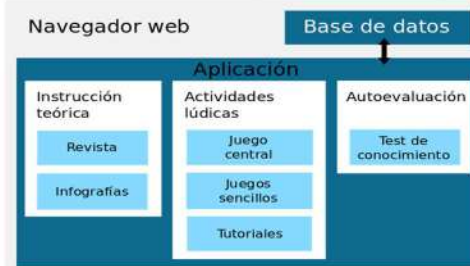 Navegador web
Base de datos
Aplicación
Instrucción
teórica
Revista
Infografías
Actividades
lúdicas
Juego
central
Juegos
sencillos
Tutoriales
Autoevaluación
Test de
conocimiento